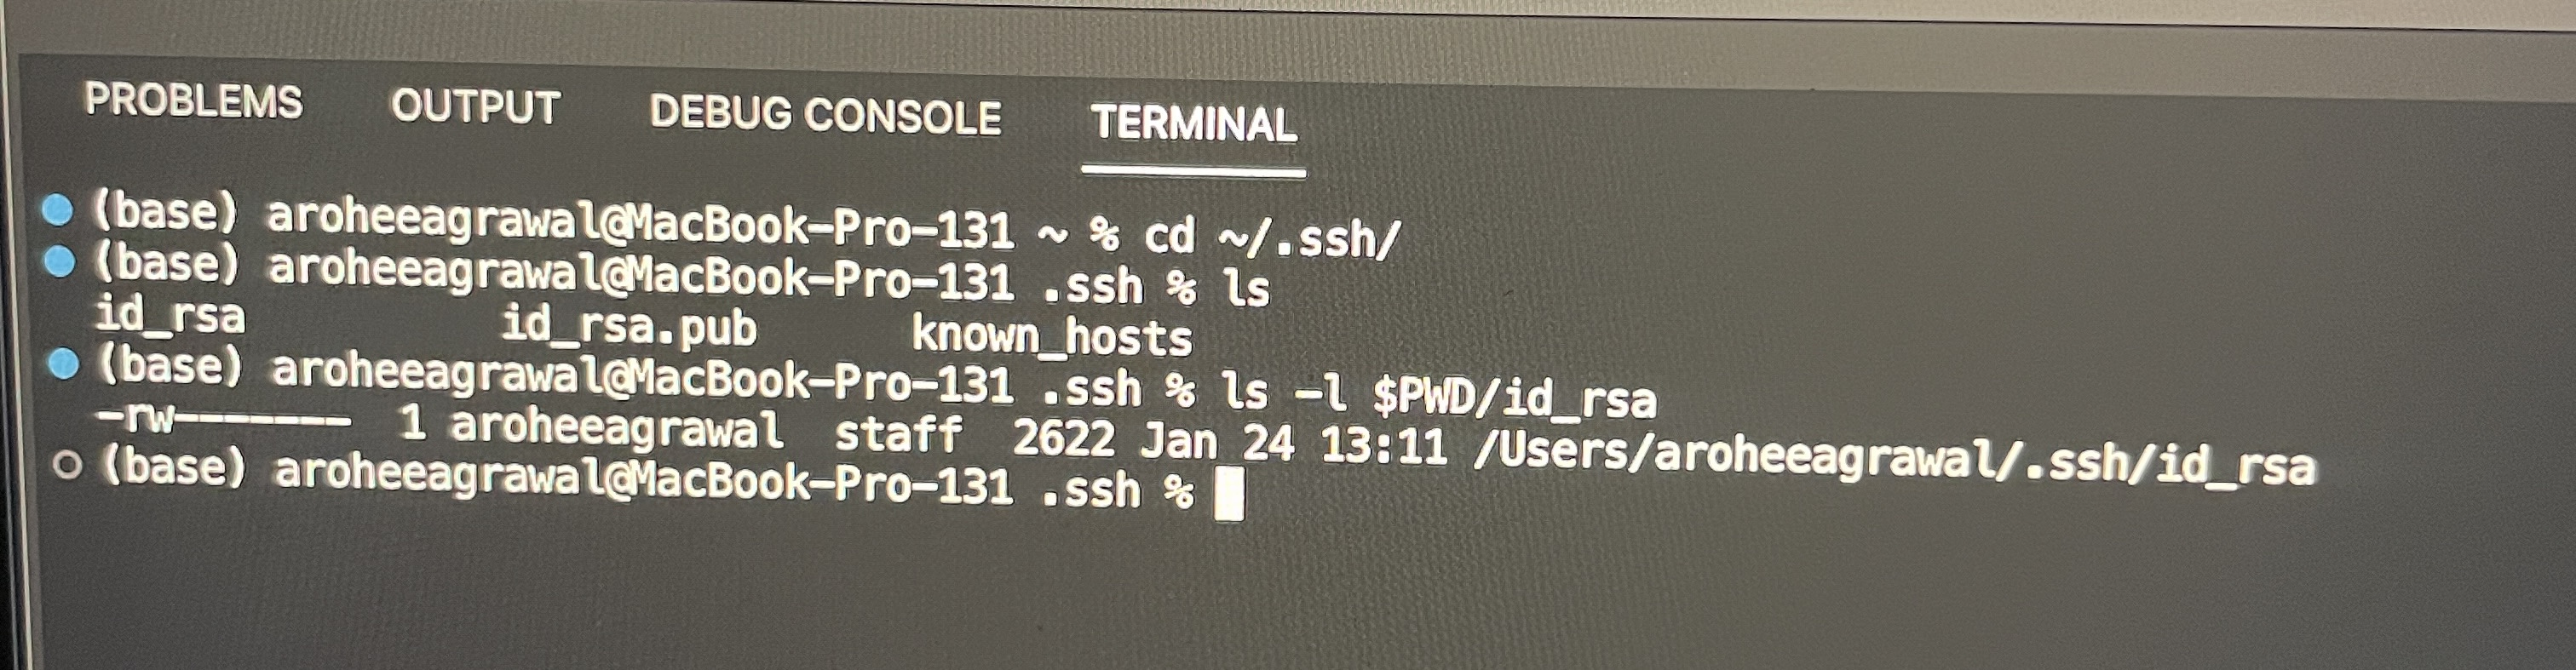 PROBLEMS OUTPUT DEBUG CONSOLE TERMINAL
(base) aroheeagrawal@MacBook-Pro-131 ~ % cd ~/.ssh/
(base) aroheeagrawal@MacBook-Pro-131 .ssh % ls
id_rsa id_rsa.pub known_hosts
(base) aroheeagrawal@MacBook-Pro-131 .ssh % ls -l $PWD/id_rsa
-rw------- 1 aroheeagrawal staff 2622 Jan 24 13:11 /Users/aroheeagrawal/.ssh/id_rsa
(base) aroheeagrawal@MacBook-Pro-131 .ssh %